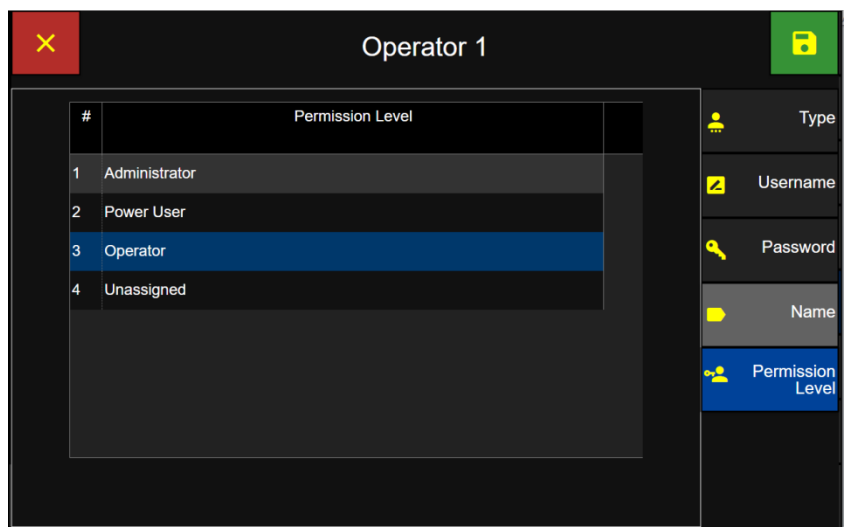 Operator 1
# Permission Level
1 Administrator
2 Power User
3 Operator
4 Unassigned
Type
Username
Password
Name
Permission
Level